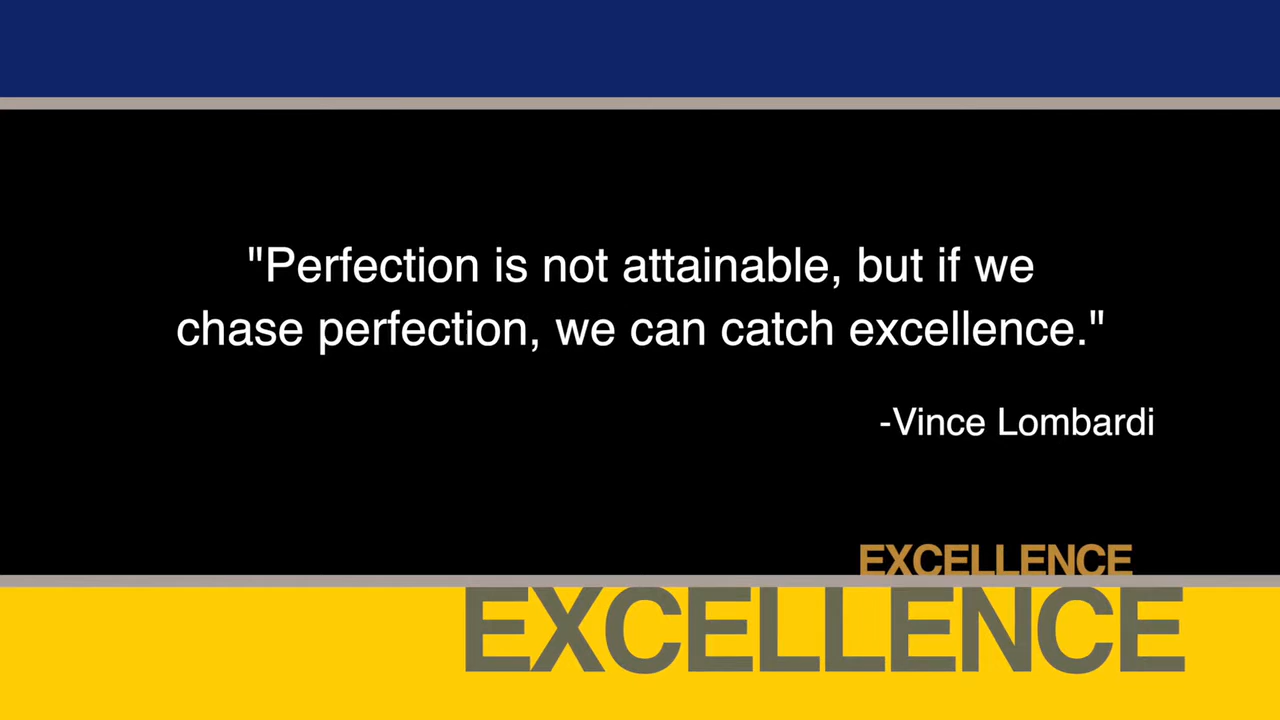 "Perfection is not attainable, but if we
chase perfection, we can catch excellence."
-Vince Lombardi
EXCELLENCE
EXCELLENCE